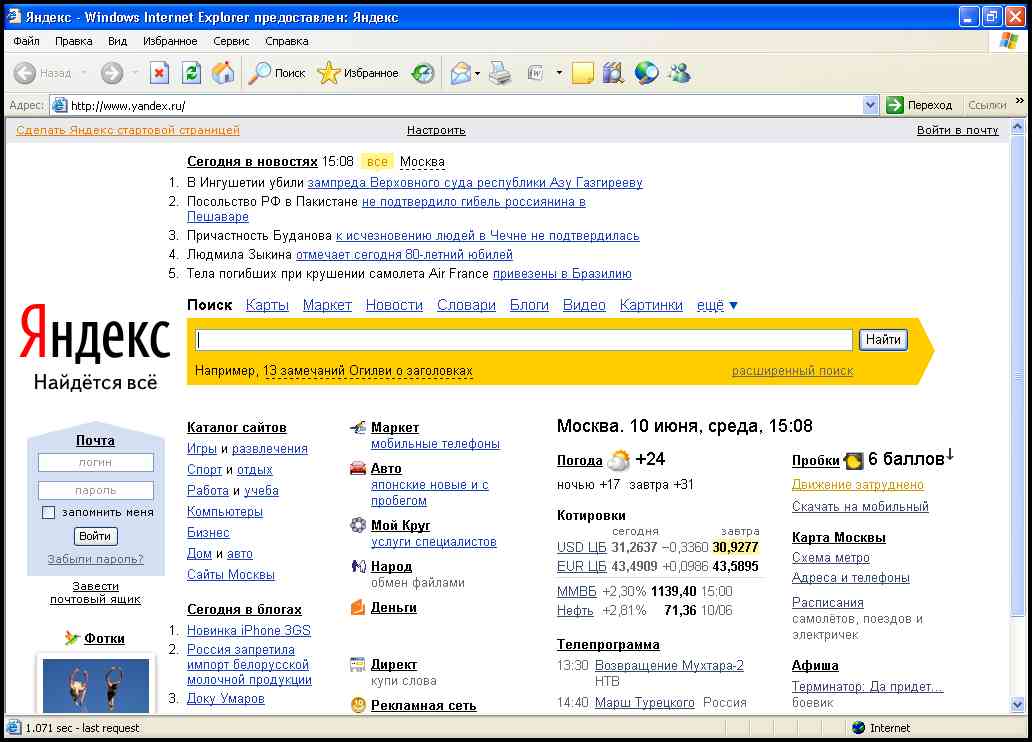 Яндекс - Windows Internet Explorer предоставлен: Яндекс
Файл Правка Вид Избранное Сервис Справка
Назад Поиск Избранное
Адрес: http://www.yandex.ru/ Переход Ссылки »
Сделать Яндекс стартовой страницей Настроить Войти в почту
Сегодня в новостях 15:08 все Москва
1. В Ингушетии убили зампреда Верховного суда республики Азу Газгирееву
2. Посольство РФ в Пакистане не подтвердило гибель россиянина в
Пешаваре
3. Причастность Буданова к исчезновению людей в Чечне не подтвердилась
4. Людмила Зыкина отмечает сегодня 80-летний юбилей
5. Тела погибших при крушении самолета Air France привезены в Бразилию
Поиск Карты Маркет Новости Словари Блоги Видео Картинки ещё ▼
Яндекс
Найдётся всё
Найти
Например, 13 замечаний Огилви о заголовках расширенный поиск
Почта
логин
пароль
запомнить меня
Войти
Забыли пароль?
Завести
почтовый ящик
Фотки
Каталог сайтов
Игры и развлечения
Спорт и отдых
Работа и учеба
Компьютеры
Бизнес
Дом и авто
Сайты Москвы
Сегодня в блогах
1. Новинка iPhone 3GS
2. Россия запретила
импорт белорусской
молочной продукции
3. Доку Умаров
Маркет
мобильные телефоны
Авто
японские новые и с
пробегом
Мой Круг
услуги специалистов
Народ
обмен файлами
Деньги
Директ
купи слова
Рекламная сеть
Москва. 10 июня, среда, 15:08
Погода +24
ночью +17 завтра +31
Котировки
сегодня завтра
USD ЦБ 31,2637 −0,3360 30,9277
EUR ЦБ 43,4909 +0,0986 43,5895
ММВБ +2,30% 1139,40 15:00
Нефть +2,81% 71,36 10/06
Телепрограмма
13:30 Возвращение Мухтара-2
НТВ
14:40 Марш Турецкого Россия
Пробки 6 баллов↓
Движение затруднено
Скачать на мобильный
Карта Москвы
Схема метро
Адреса и телефоны
Расписания
самолётов, поездов и
электричек
Афиша
Терминатор: Да придет...
боевик
1.071 sec - last request Internet